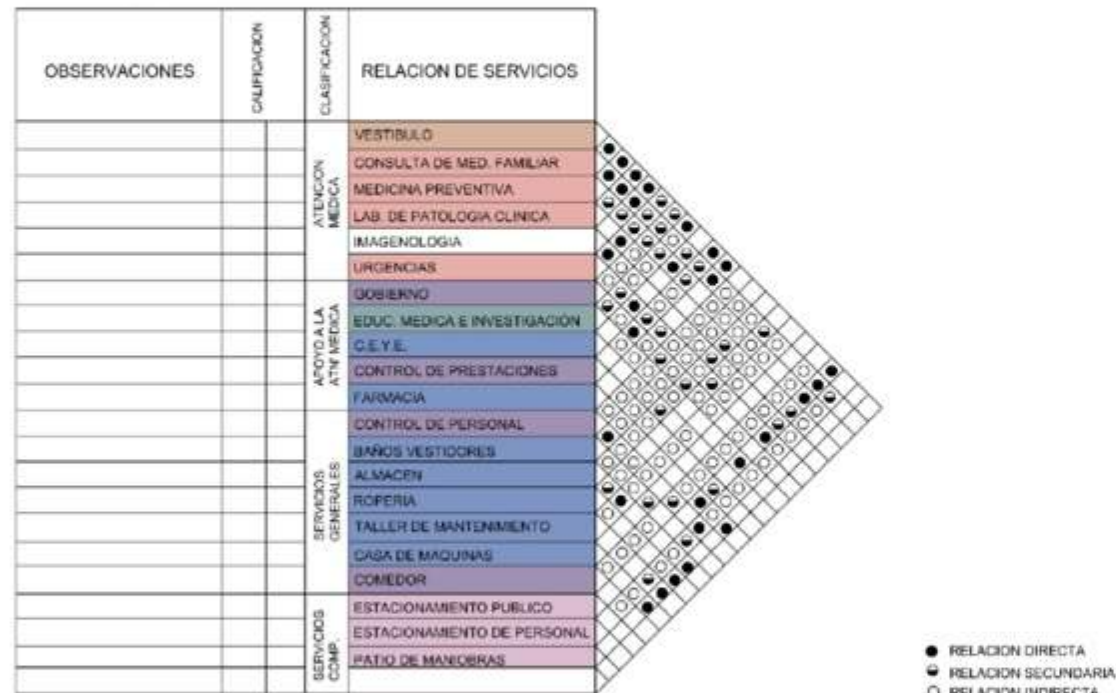 OBSERVACIONES
CALIFICACION
CLASIFICACION
RELACION DE SERVICIOS
ATENCION
MEDICA
VESTIBULO
CONSULTA DE MED. FAMILIAR
MEDICINA PREVENTIVA
LAB. DE PATOLOGIA CLINICA
IMAGENOLOGIA
URGENCIAS
APOYO A LA
ATN' MEDICA
GOBIERNO
EDUC. MEDICA E INVESTIGACIÓN
C.E.Y.E.
CONTROL DE PRESTACIONES
FARMACIA
SERVICIOS
GENERALES
CONTROL DE PERSONAL
BAÑOS VESTIDORES
ALMACEN
ROPERIA
TALLER DE MANTENIMIENTO
CASA DE MAQUINAS
COMEDOR
SERVICIOS
COMP.
ESTACIONAMIENTO PUBLICO
ESTACIONAMIENTO DE PERSONAL
PATIO DE MANIOBRAS
RELACION DIRECTA
RELACION SECUNDARIA
RELACION INDIRECTA